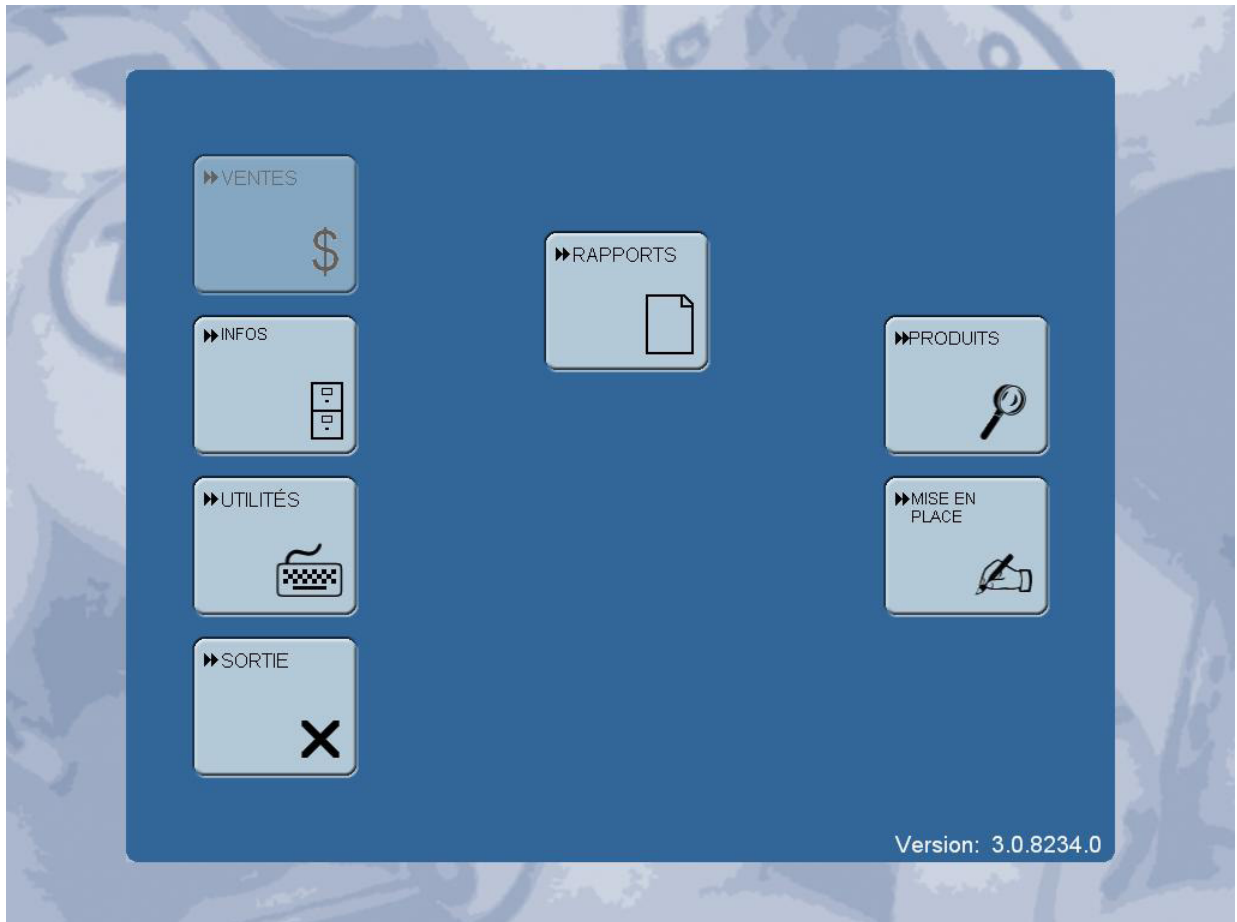 VENTES
$
RAPPORTS
INFOS
PRODUITS
UTILITÉS
MISE EN
PLACE
SORTIE
Version: 3.0.8234.0